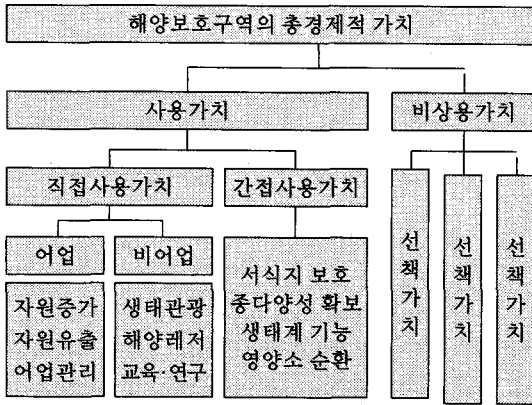 해양보호구역의 총경제적 가치
사용가치
비상용가치
직접사용가치
간접사용가치
어업
비어업
자원증가
자원유출
어업관리
생태관광
해양레저
교육·연구
서식지 보호
종다양성 확보
생태계 기능
영양소 순환
선책가치
선책가치
선책가치